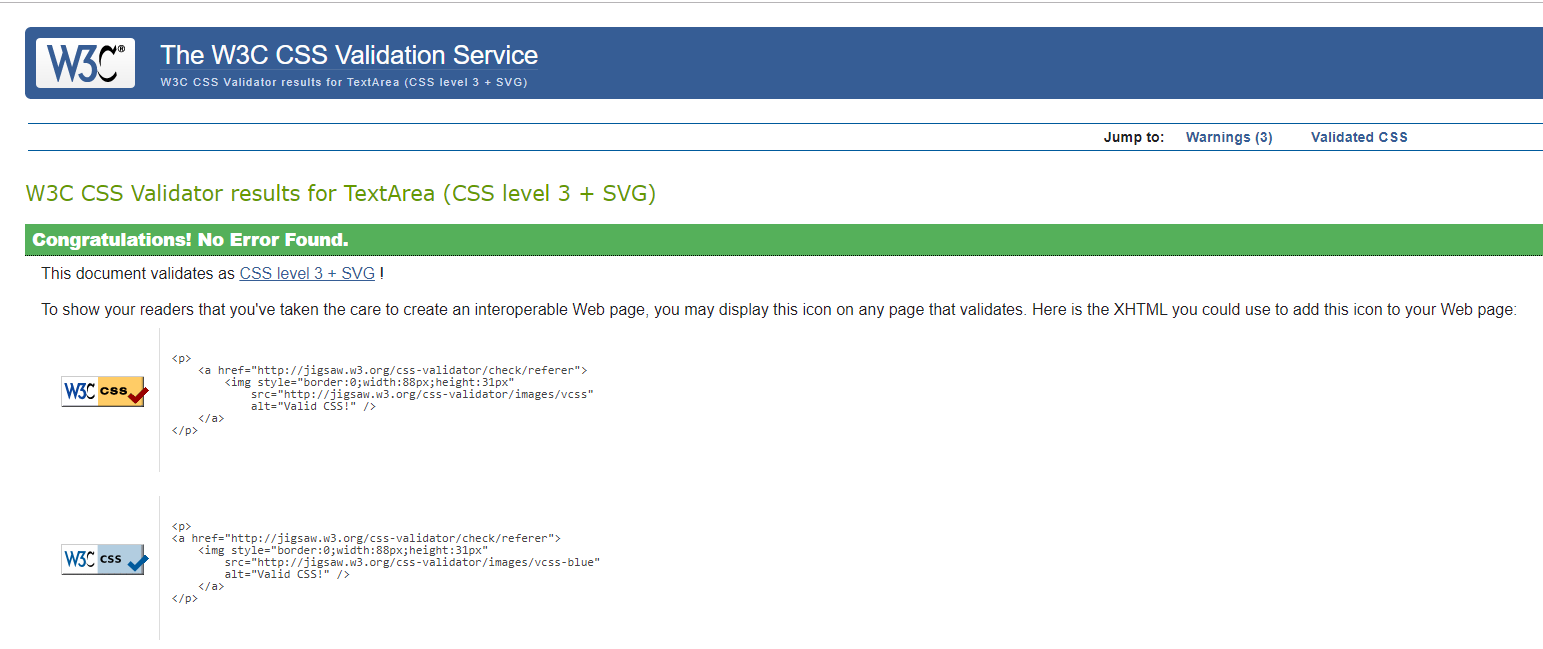 W3C®
The W3C CSS Validation Service
W3C CSS Validator results for TextArea (CSS level 3 + SVG)
Jump to: Warnings (3) Validated CSS
W3C CSS Validator results for TextArea (CSS level 3 + SVG)
Congratulations! No Error Found.
This document validates as CSS level 3 + SVG !
To show your readers that you've taken the care to create an interoperable Web page, you may display this icon on any page that validates. Here is the XHTML you could use to add this icon to your Web page:
W3C css
<p>
    <a href="http://jigsaw.w3.org/css-validator/check/referer">
        <img style="border:0;width:88px;height:31px"
            src="http://jigsaw.w3.org/css-validator/images/vcss"
            alt="Valid CSS!" />
    </a>
</p>
W3C css
<p>
<a href="http://jigsaw.w3.org/css-validator/check/referer">
    <img style="border:0;width:88px;height:31px"
        src="http://jigsaw.w3.org/css-validator/images/vcss-blue"
        alt="Valid CSS!" />
    </a>
</p>